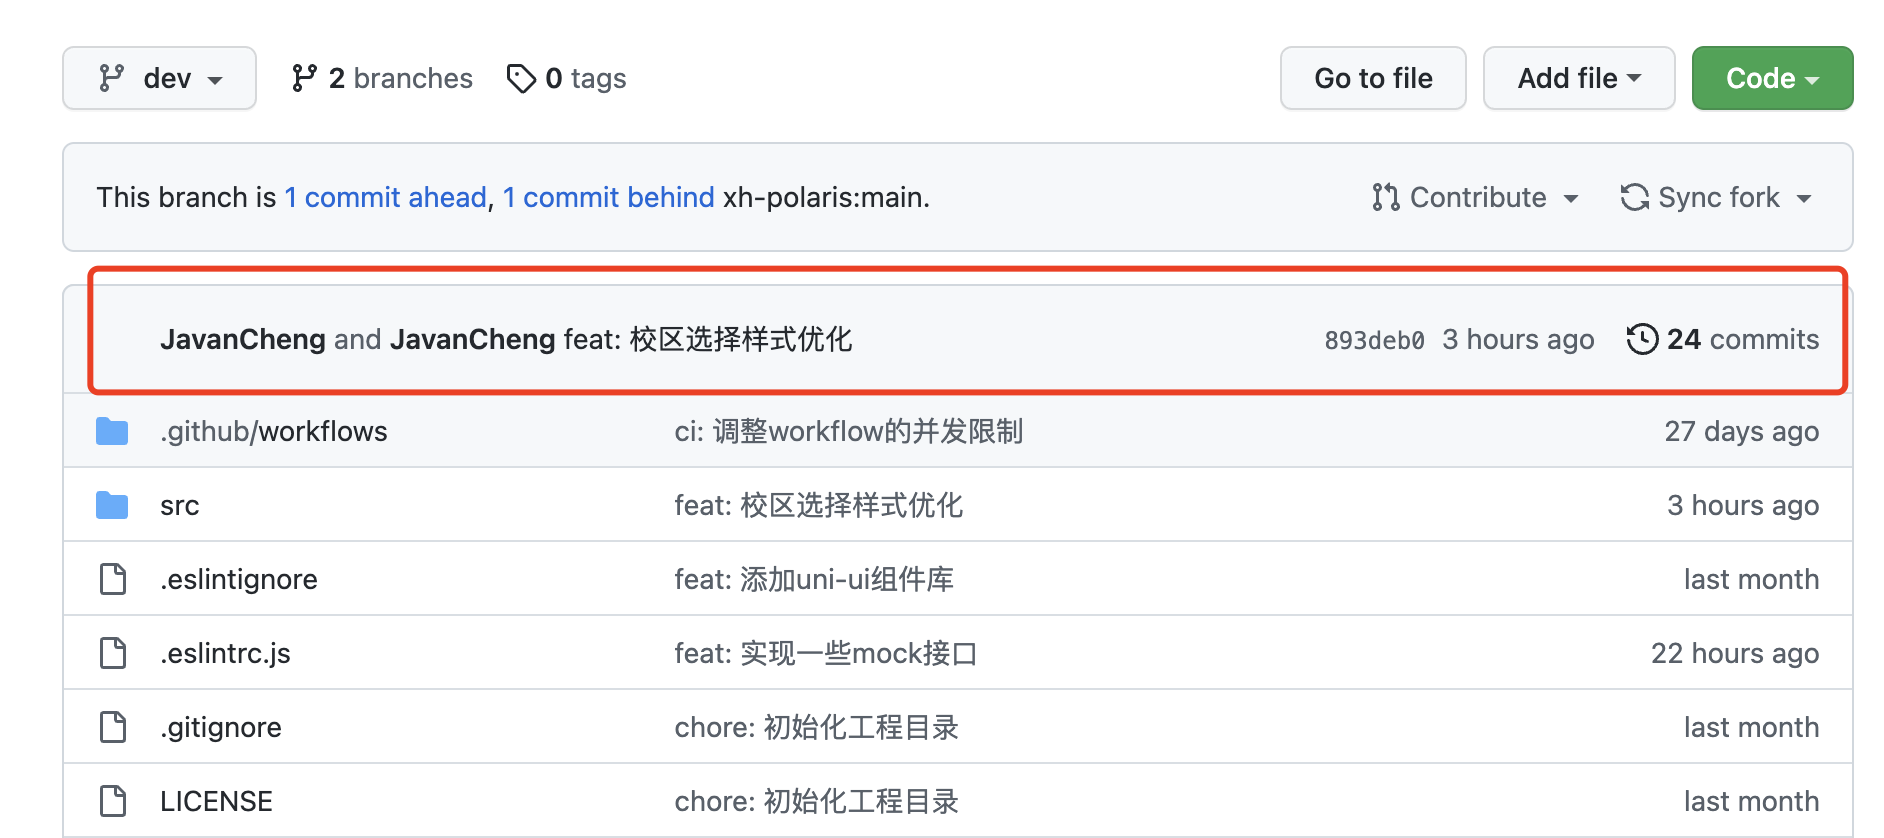 dev 2 branches 0 tags Go to file Add file Code
This branch is 1 commit ahead, 1 commit behind xh-polaris:main. Contribute Sync fork
JavanCheng and JavanCheng feat: 校区选择样式优化 893deb0 3 hours ago 24 commits
.github/workflows ci: 调整workflow的并发限制 27 days ago
src feat: 校区选择样式优化 3 hours ago
.eslintignore feat: 添加uni-ui组件库 last month
.eslintrc.js feat: 实现一些mock接口 22 hours ago
.gitignore chore: 初始化工程目录 last month
LICENSE chore: 初始化工程目录 last month